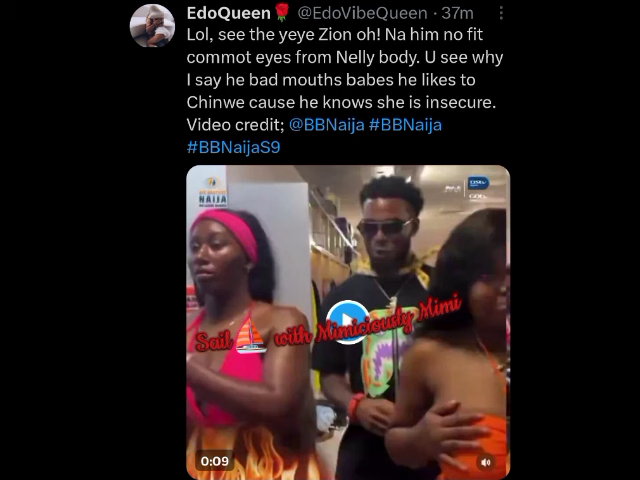 EdoQueen🌹 @EdoVibeQueen · 37m
Lol, see the yeye Zion oh! Na him no fit
commot eyes from Nelly body. U see why
I say he bad mouths babes he likes to
Chinwe cause he knows she is insecure.
Video credit; @BBNaija #BBNaija
#BBNaijaS9
NAIJA
DStv
Sail⛵ with Mimiciously Mimi
0:09